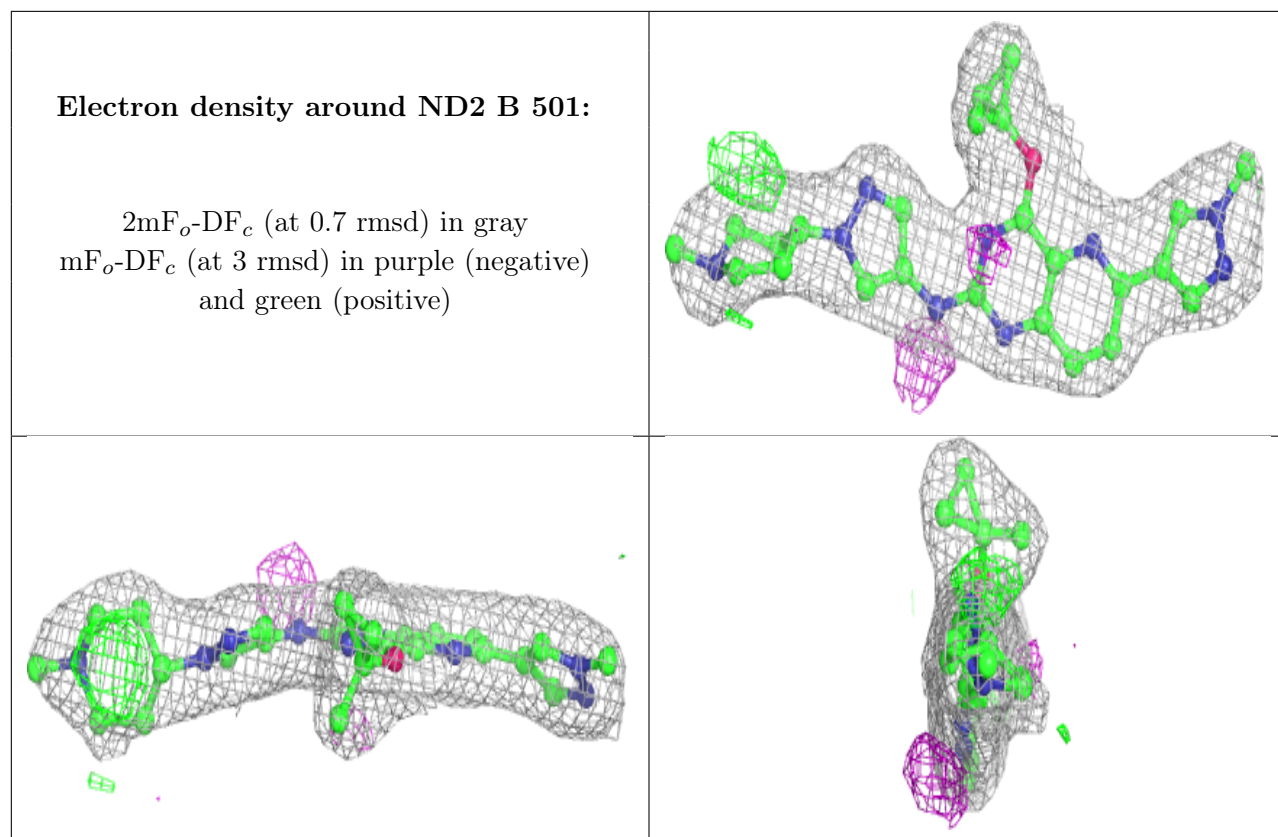 Electron density around ND2 B 501:
2mFo-DFc (at 0.7 rmsd) in gray
mFo-DFc (at 3 rmsd) in purple (negative)
and green (positive)